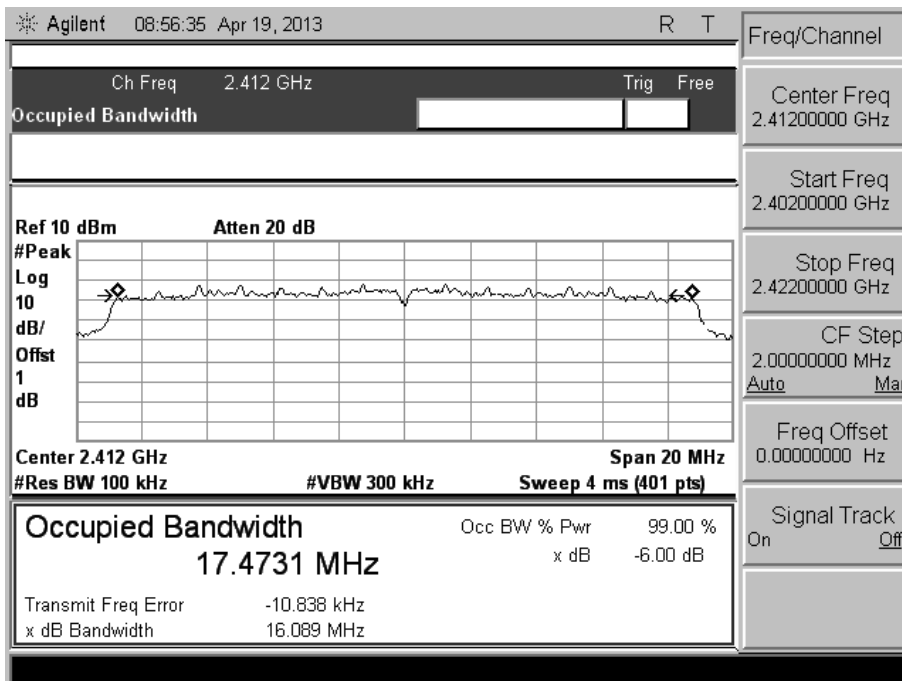 Agilent 08:56:35 Apr 19, 2013 R T
Ch Freq 2.412 GHz Trig Free
Occupied Bandwidth
Ref 10 dBm Atten 20 dB
#Peak
Log
10
dB/
Offst
1
dB
Center 2.412 GHz Span 20 MHz
#Res BW 100 kHz #VBW 300 kHz Sweep 4 ms (401 pts)
Occupied Bandwidth
17.4731 MHz
Occ BW % Pwr 99.00 %
x dB -6.00 dB
Transmit Freq Error -10.838 kHz
x dB Bandwidth 16.089 MHz
Freq/Channel
Center Freq
2.41200000 GHz
Start Freq
2.40200000 GHz
Stop Freq
2.42200000 GHz
CF Step
2.00000000 MHz
Auto Man
Freq Offset
0.00000000 Hz
Signal Track
On Off